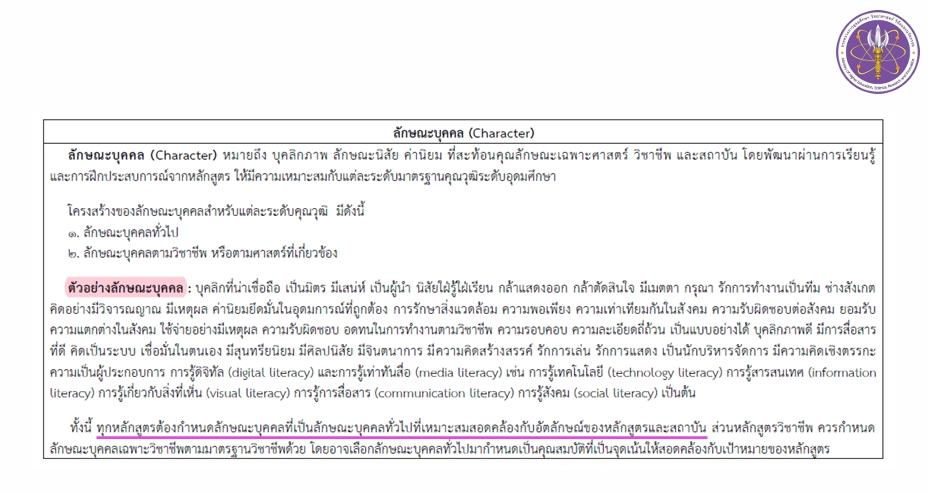 ลักษณะบุคคล (Character)
ลักษณะบุคคล (Character) หมายถึง บุคลิกภาพ ลักษณะนิสัย ค่านิยม ที่สะท้อนคุณลักษณะเฉพาะศาสตร์ วิชาชีพ และสถาบัน โดยพัฒนาผ่านการเรียนรู้
และการฝึกประสบการณ์จากหลักสูตร ให้มีความเหมาะสมกับแต่ละระดับมาตรฐานคุณวุฒิระดับอุดมศึกษา
โครงสร้างของลักษณะบุคคลสำหรับแต่ละระดับคุณวุฒิ มีดังนี้
๑. ลักษณะบุคคลทั่วไป
๒. ลักษณะบุคคลตามวิชาชีพ หรือตามศาสตร์ที่เกี่ยวข้อง
ตัวอย่างลักษณะบุคคล : บุคลิกที่น่าเชื่อถือ เป็นมิตร มีเสน่ห์ เป็นผู้นำ นิสัยใฝ่รู้ใฝ่เรียน กล้าแสดงออก กล้าตัดสินใจ มีเมตตา กรุณา รักการทำงานเป็นทีม ช่างสังเกต
คิดอย่างมีวิจารณญาณ มีเหตุผล ค่านิยมยึดมั่นในอุดมการณ์ที่ถูกต้อง การรักษาสิ่งแวดล้อม ความพอเพียง ความเท่าเทียมกันในสังคม ความรับผิดชอบต่อสังคม ยอมรับ
ความแตกต่างในสังคม ใช้จ่ายอย่างมีเหตุผล ความรับผิดชอบ อดทนในการทำงานตามวิชาชีพ ความรอบคอบ ความละเอียดถี่ถ้วน เป็นแบบอย่างได้ บุคลิกภาพดี มีการสื่อสาร
ที่ดี คิดเป็นระบบ เชื่อมั่นในตนเอง มีสุนทรียนิยม มีศิลปนิสัย มีจินตนาการ มีความคิดสร้างสรรค์ รักการเล่น รักการแสดง เป็นนักบริหารจัดการ มีความคิดเชิงตรรกะ
ความเป็นผู้ประกอบการ การรู้ดิจิทัล (digital literacy) และการรู้เท่าทันสื่อ (media literacy) เช่น การรู้เทคโนโลยี (technology literacy) การรู้สารสนเทศ (information
literacy) การรู้เกี่ยวกับสิ่งที่เห็น (visual literacy) การรู้การสื่อสาร (communication literacy) การรู้สังคม (social literacy) เป็นต้น
ทั้งนี้ ทุกหลักสูตรต้องกำหนดลักษณะบุคคลที่เป็นลักษณะบุคคลทั่วไปที่เหมาะสมสอดคล้องกับอัตลักษณ์ของหลักสูตรและสถาบัน ส่วนหลักสูตรวิชาชีพ ควรกำหนด
ลักษณะบุคคลเฉพาะวิชาชีพตามมาตรฐานวิชาชีพด้วย โดยอาจเลือกลักษณะบุคคลทั่วไปมากำหนดเป็นคุณสมบัติที่เป็นจุดเน้นให้สอดคล้องกับเป้าหมายของหลักสูตร